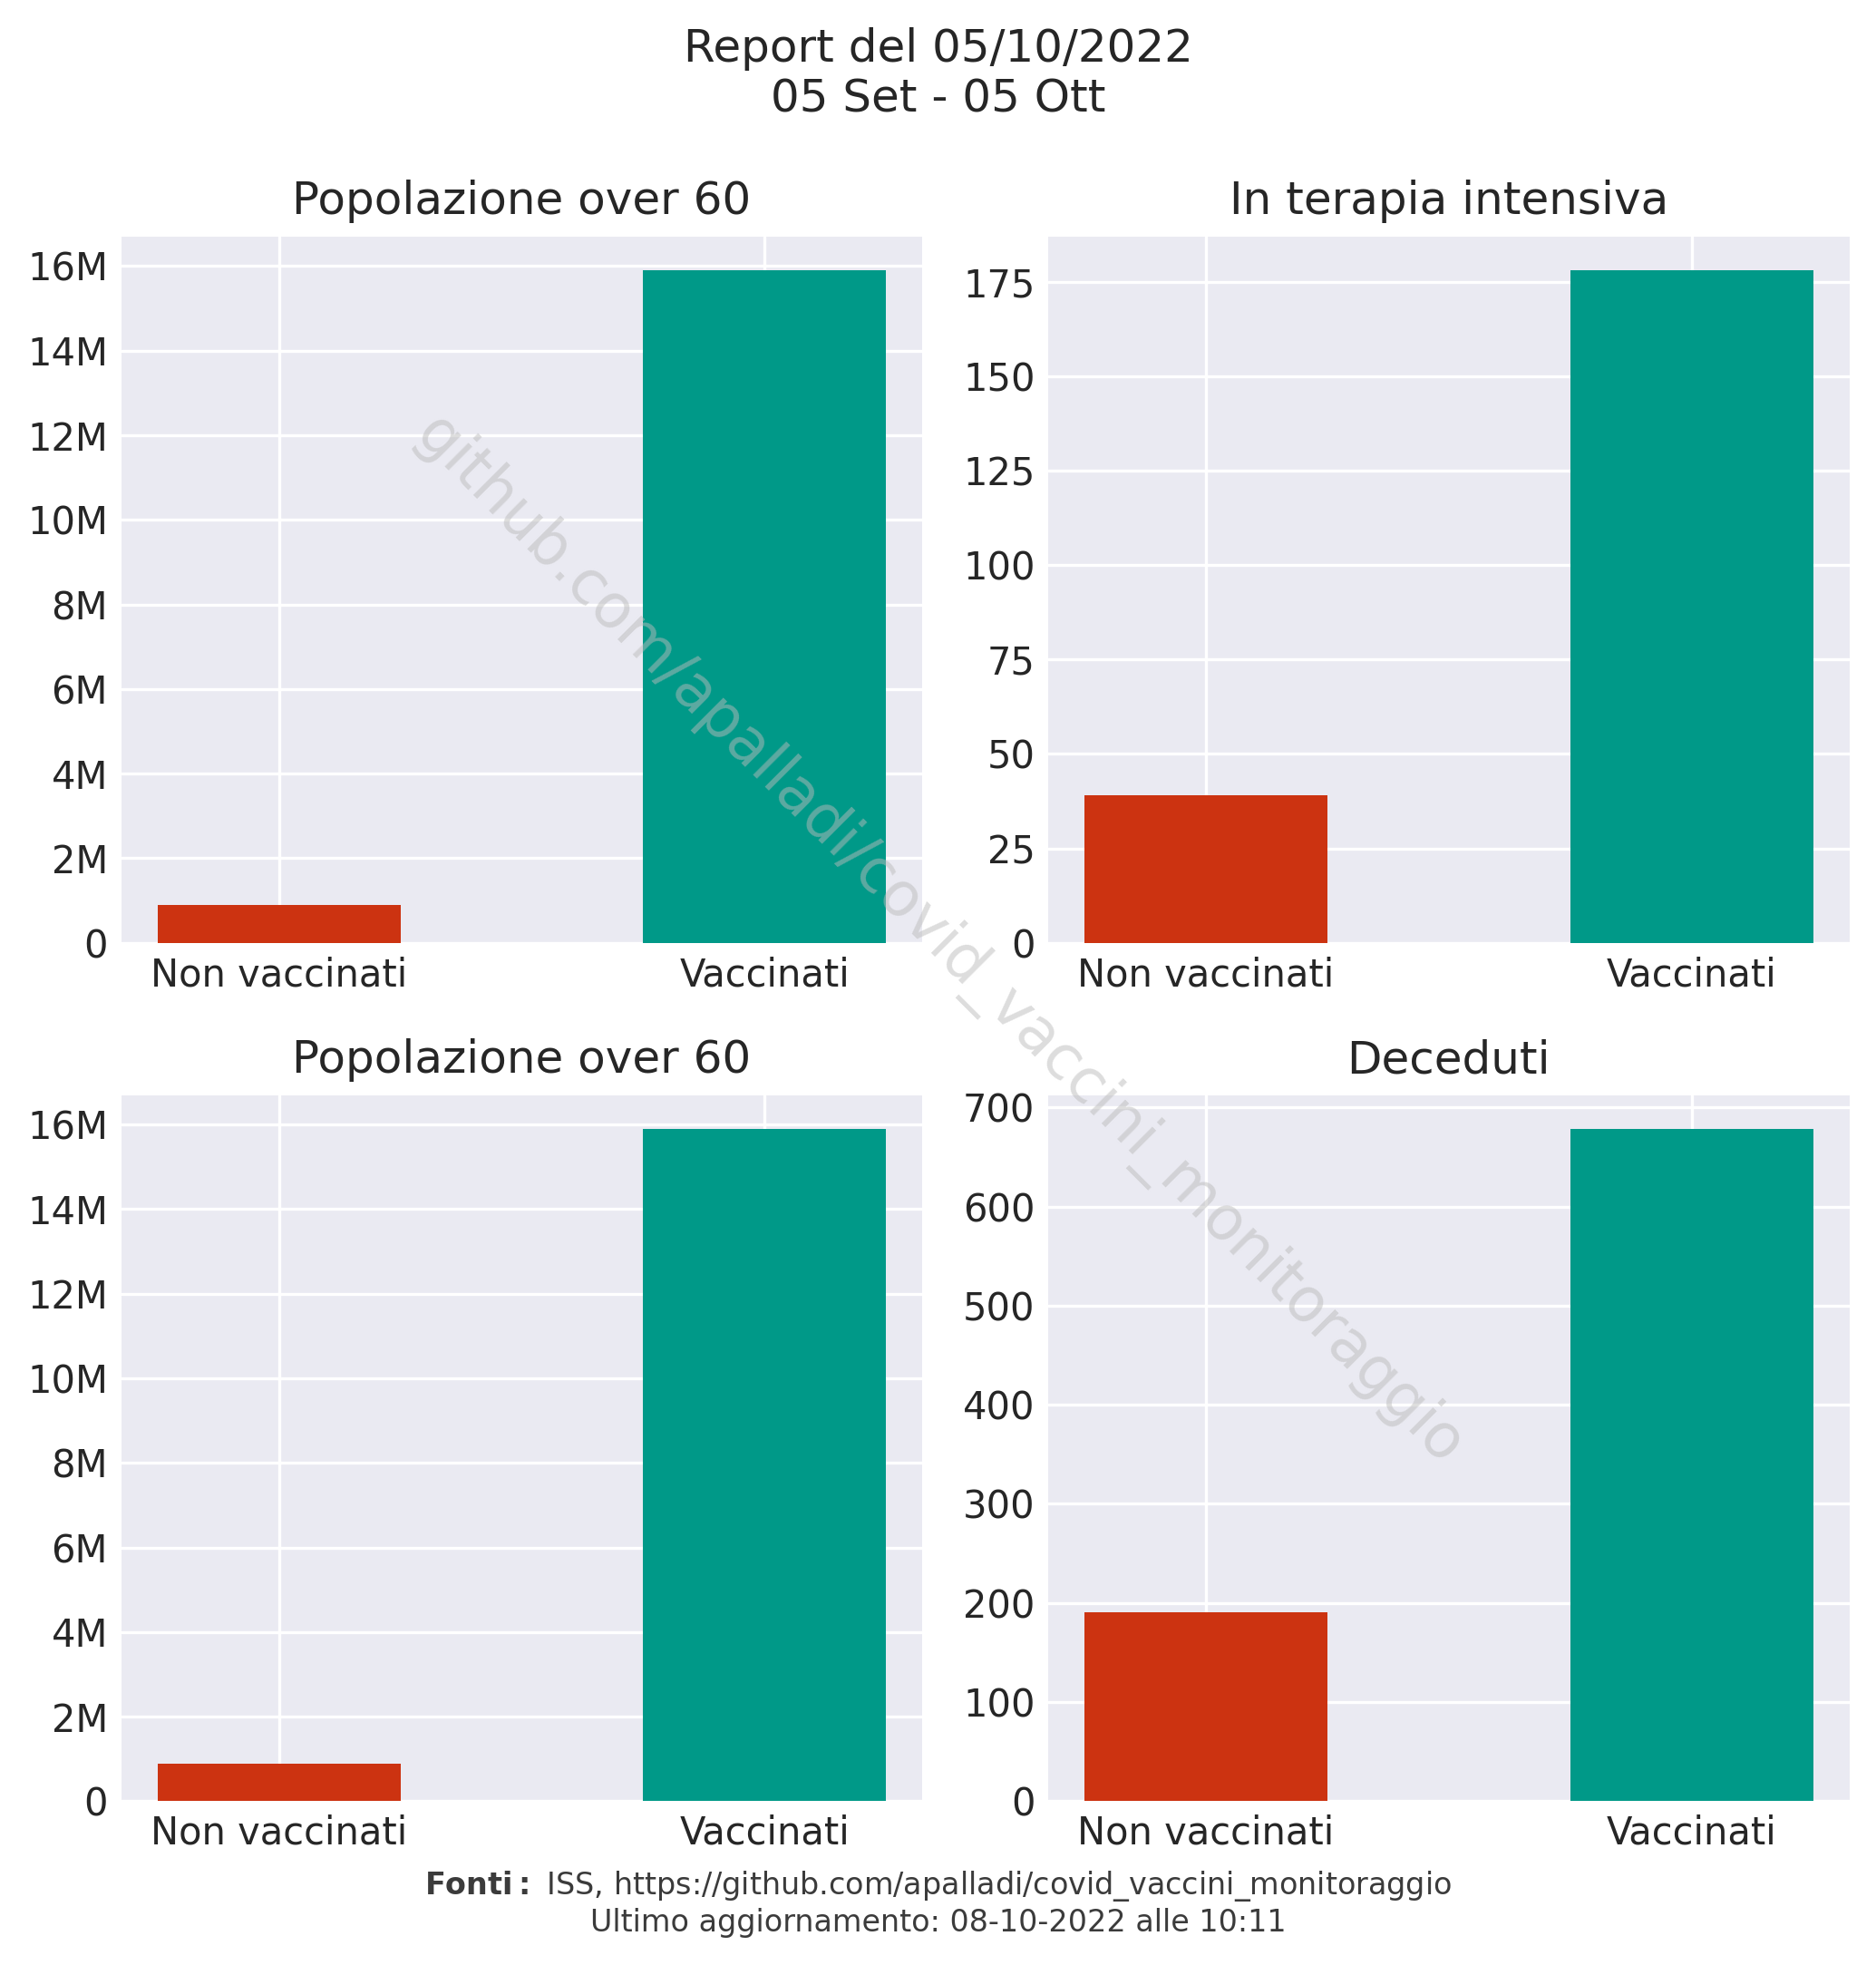 Report del 05/10/2022
05 Set - 05 Ott
Popolazione over 60
16M
14M
12M
10M
8M
6M
4M
2M
0
Non vaccinati
Vaccinati
In terapia intensiva
175
150
125
100
75
50
25
0
Non vaccinati
Vaccinati
Popolazione over 60
16M
14M
12M
10M
8M
6M
4M
2M
0
Non vaccinati
Vaccinati
Deceduti
700
600
500
400
300
200
100
0
Non vaccinati
Vaccinati
github.com/apalladi/covid_vaccini_monitoraggio
Fonti: ISS, https://github.com/apalladi/covid_vaccini_monitoraggio
Ultimo aggiornamento: 08-10-2022 alle 10:11